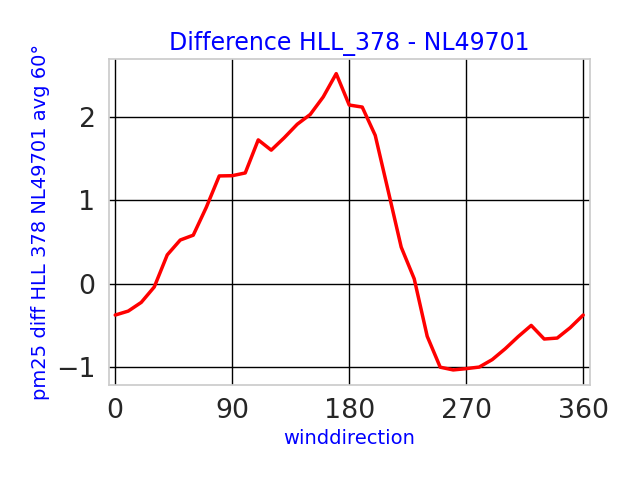 Difference HLL_378 - NL49701
pm25 diff HLL 378 NL49701 avg 60°
2
1
0
−1
0 90 180 270 360
winddirection